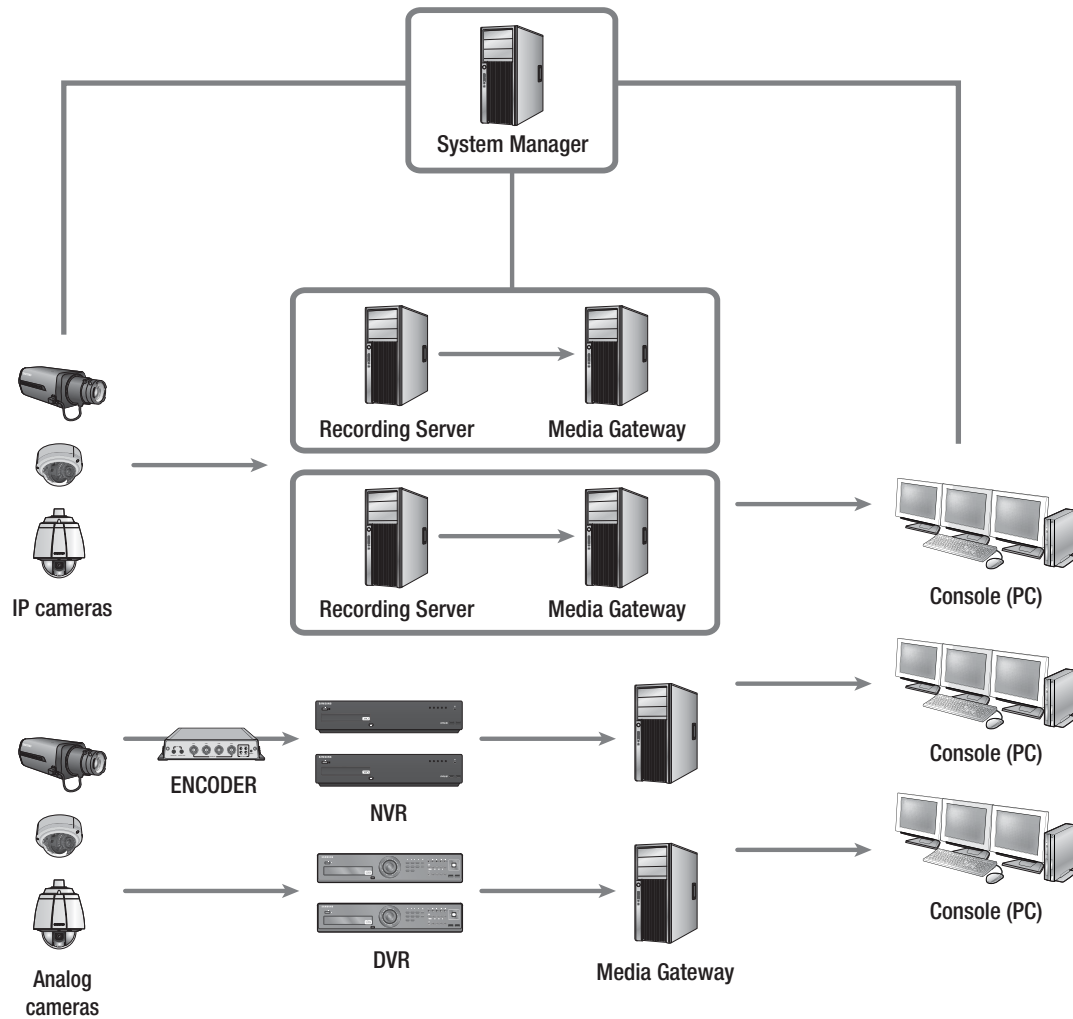 System Manager
Recording Server
Media Gateway
Recording Server
Media Gateway
IP cameras
Console (PC)
ENCODER
NVR
Console (PC)
DVR
Media Gateway
Console (PC)
Analog
cameras